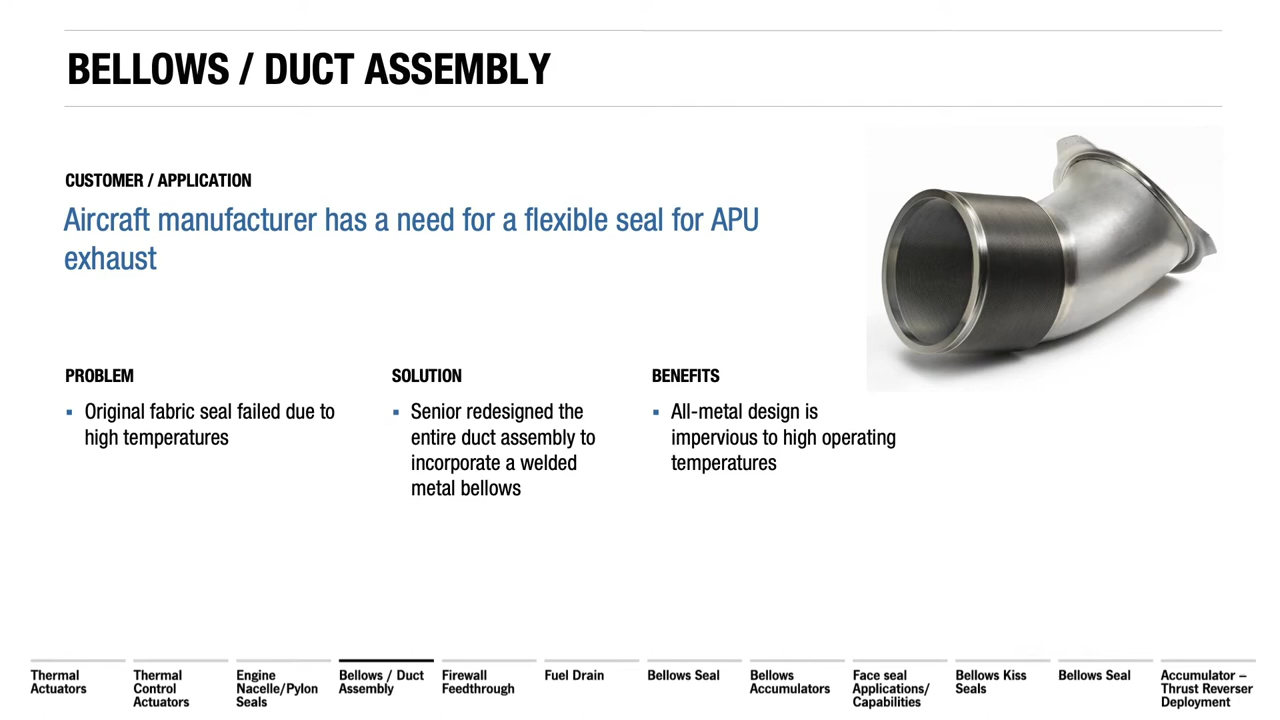 BELLOWS / DUCT ASSEMBLY
CUSTOMER / APPLICATION
Aircraft manufacturer has a need for a flexible seal for APU
exhaust
PROBLEM
▪ Original fabric seal failed due to
high temperatures
SOLUTION
▪ Senior redesigned the
entire duct assembly to
incorporate a welded
metal bellows
BENEFITS
▪ All-metal design is
impervious to high operating
temperatures
Thermal
Actuators
Thermal
Control
Actuators
Engine
Nacelle/Pylon
Seals
Bellows / Duct
Assembly
Firewall
Feedthrough
Fuel Drain
Bellows Seal
Bellows
Accumulators
Face seal
Applications/
Capabilities
Bellows Kiss
Seals
Bellows Seal
Accumulator –
Thrust Reverser
Deployment